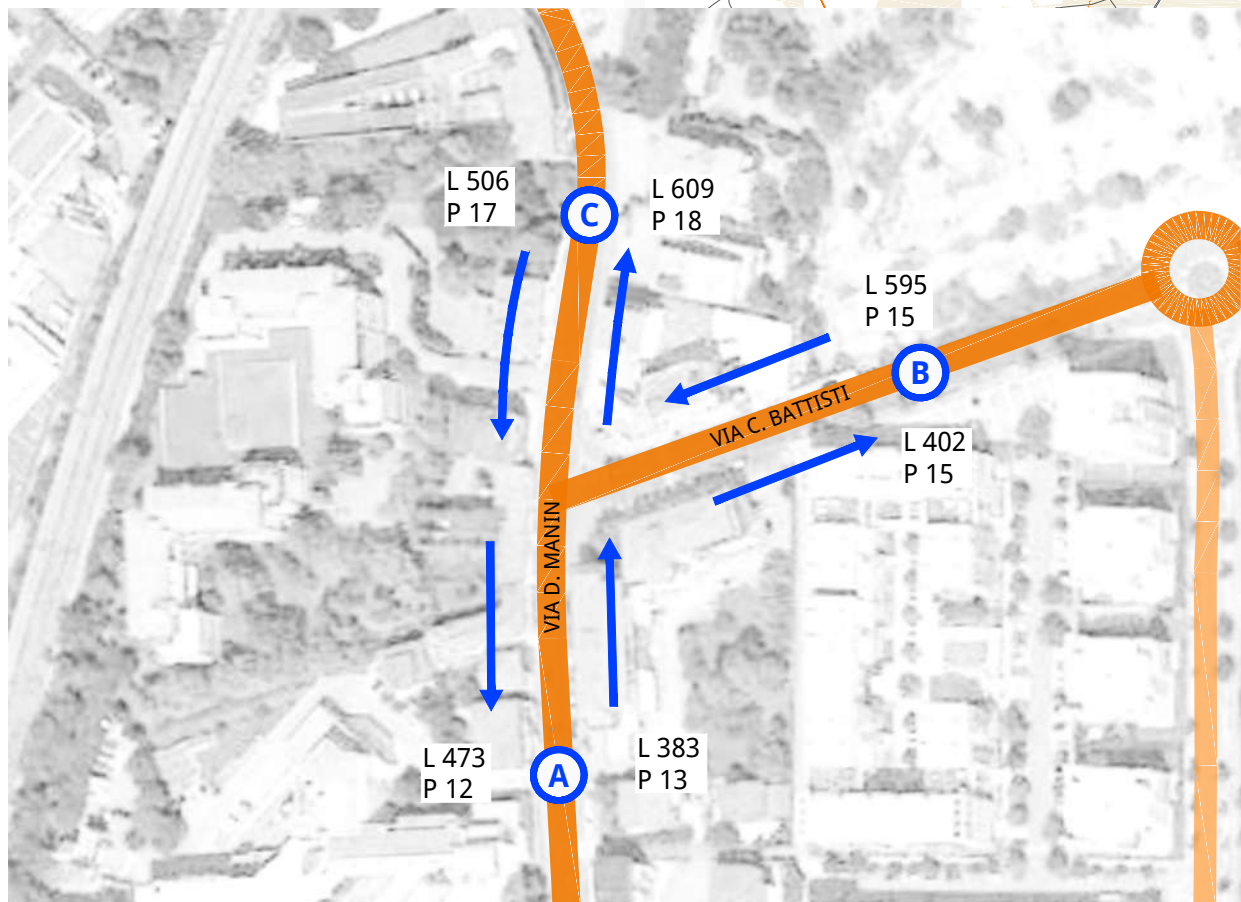 L 506
P 17
C
L 609
P 18
L 595
P 15
B
VIA C. BATTISTI
L 402
P 15
VIA D. MANIN
L 473
P 12
A
L 383
P 13